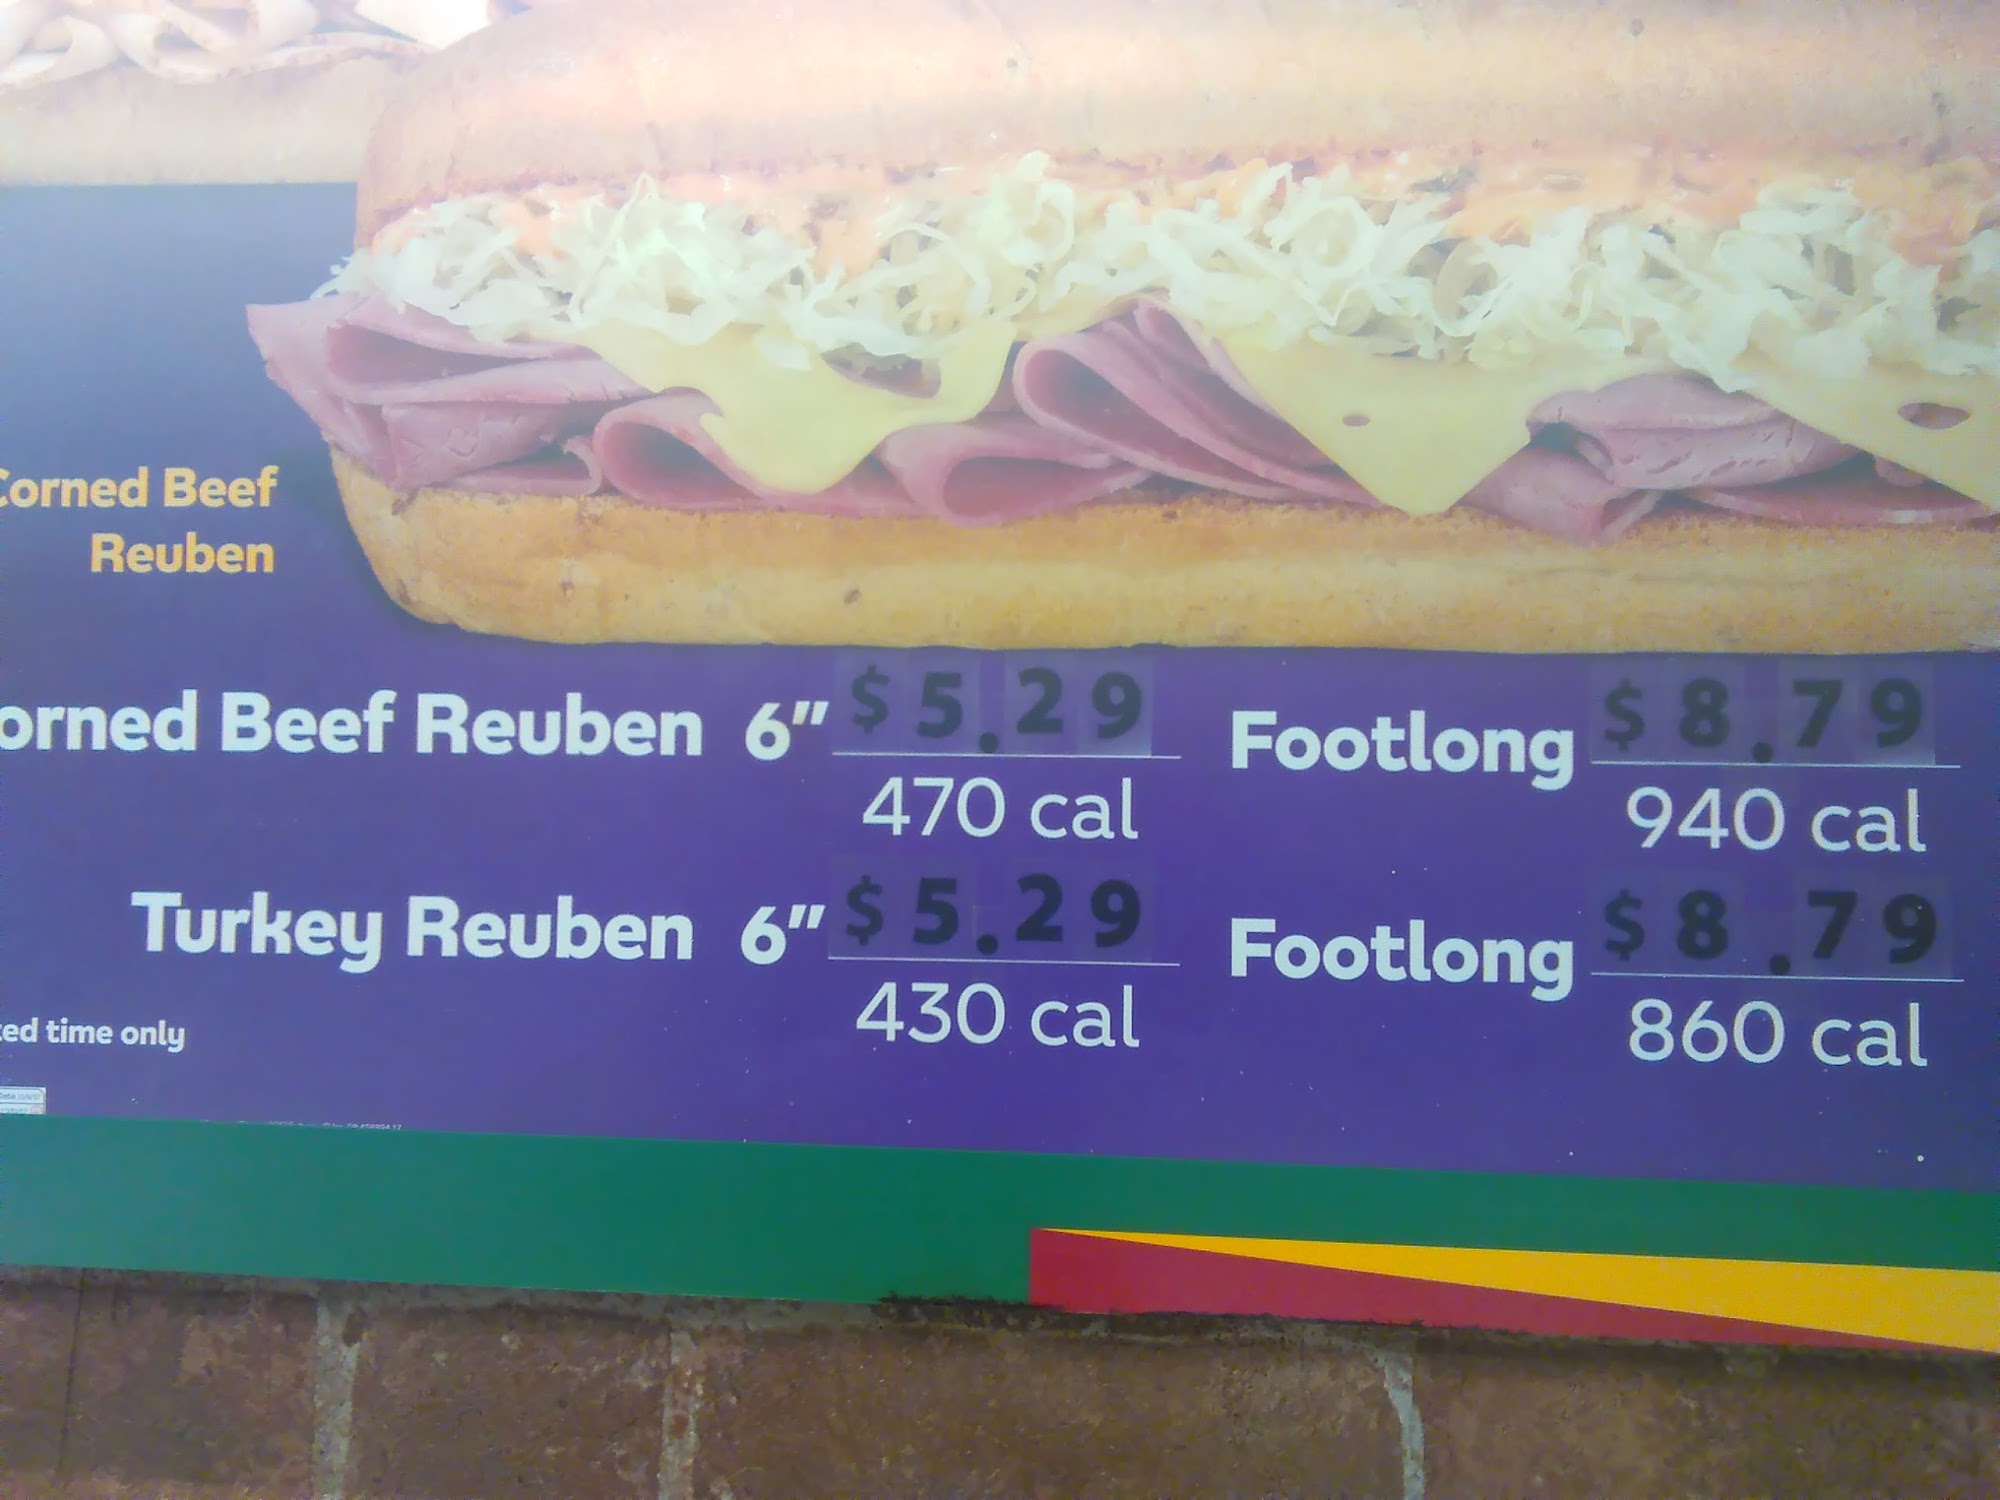 Corned Beef
Reuben
orned Beef Reuben 6" $5.29 Footlong $8.79
470 cal 940 cal
Turkey Reuben 6" $5.29 Footlong $8.79
430 cal 860 cal
ed time only